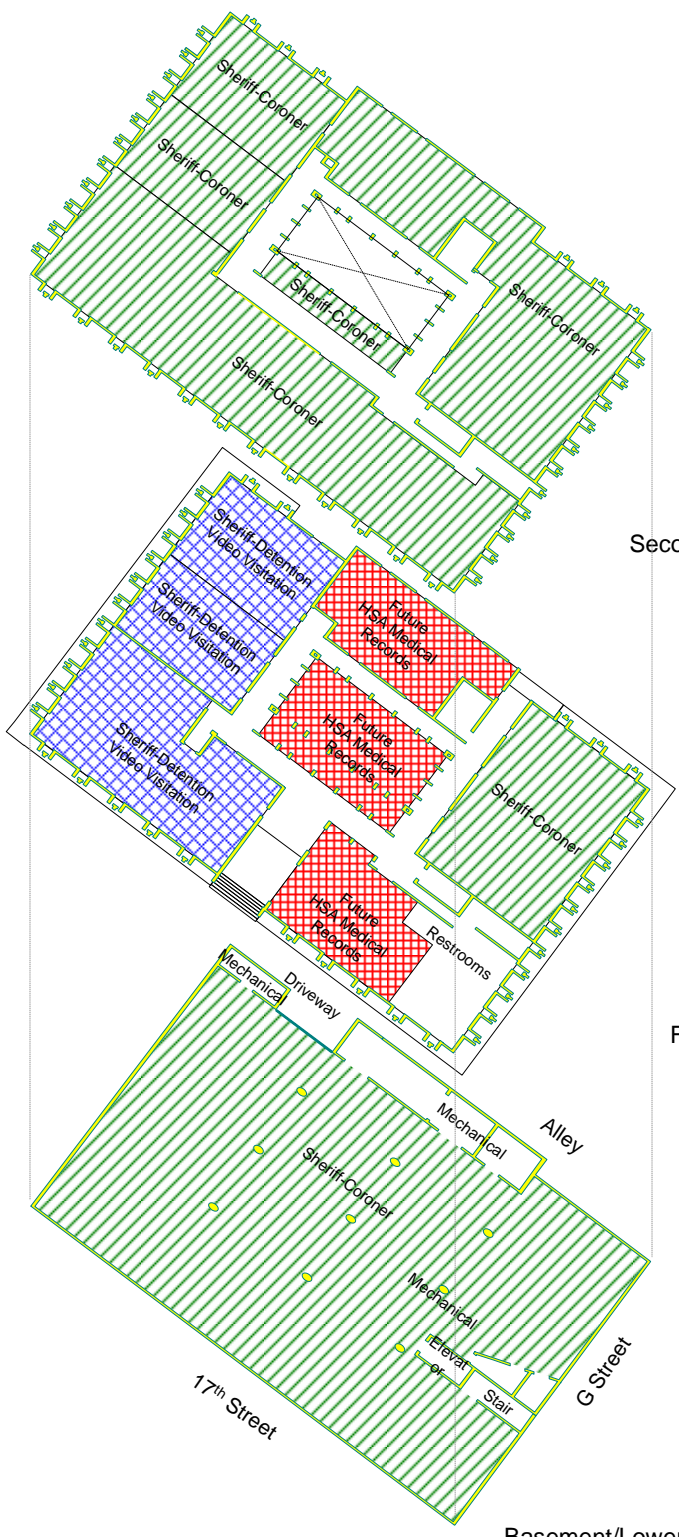 Sheriff-Coroner
Sheriff-Coroner
Sheriff-Coroner
Sheriff-Coroner
Sheriff-Coroner
Seco
Sheriff-Detention
Video Visitation
Sheriff-Detention
Video Visitation
Sheriff-Detention
Video Visitation
Future
HSA Medical
Records
Future
HSA Medical
Records
Future
HSA Medical
Records
Sheriff-Coroner
Restrooms
F
Mechanical
Driveway
Mechanical
Alley
Sheriff-Coroner
Mechanical
Elevat
or
Stair
G Street
17th Street
Basement/Lower